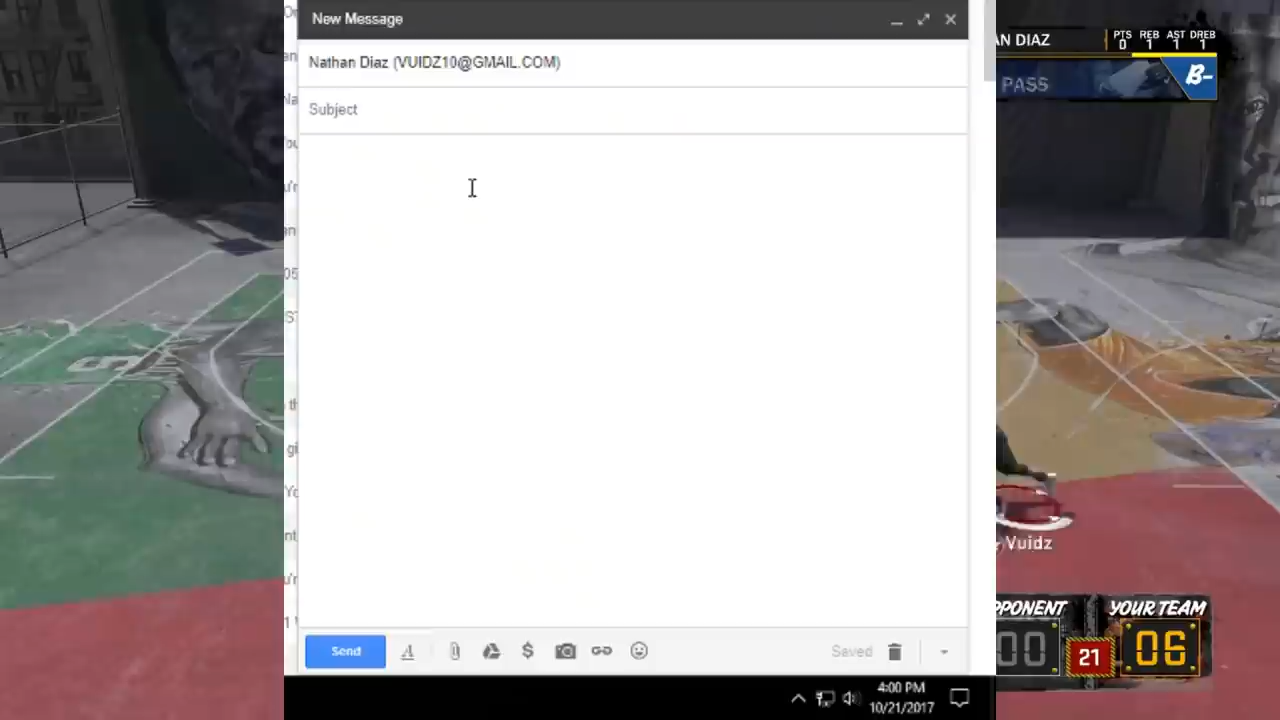 New Message
Nathan Diaz (VUIDZ10@GMAIL.COM)
Subject
Send
Saved
4:00 PM
10/21/2017
AN DIAZ
PTS REB AST DREB
0 1 1 1
PASS
B-
Vuidz
PPONENT YOUR TEAM
00 21 06